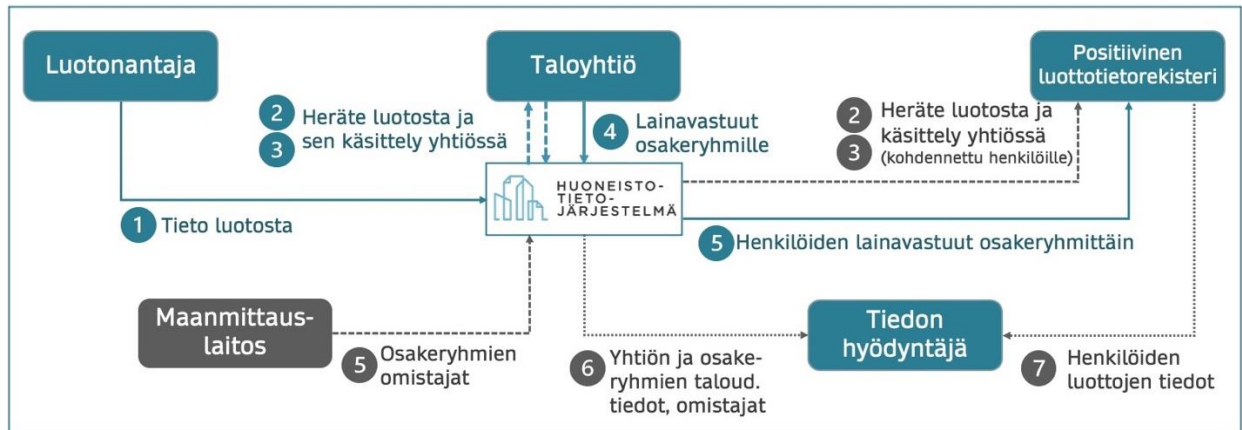 Luotonantaja
Taloyhtiö
Positiivinen
luottotietorekisteri
2 Heräte luotosta ja
3 sen käsittely yhtiössä
4 Lainavastuut
osakeryhmille
2 Heräte luotosta ja
käsittely yhtiössä
3 (kohdennettu henkilöille)
HUONEISTO-
TIETO-
JÄRJESTELMÄ
1 Tieto luotosta
5 Henkilöiden lainavastuut osakeryhmittäin
Maanmittaus-
laitos
5 Osakeryhmien
omistajat
6 Yhtiön ja osake-
ryhmien taloud.
tiedot, omistajat
Tiedon
hyödyntäjä
7 Henkilöiden
luottojen tiedot